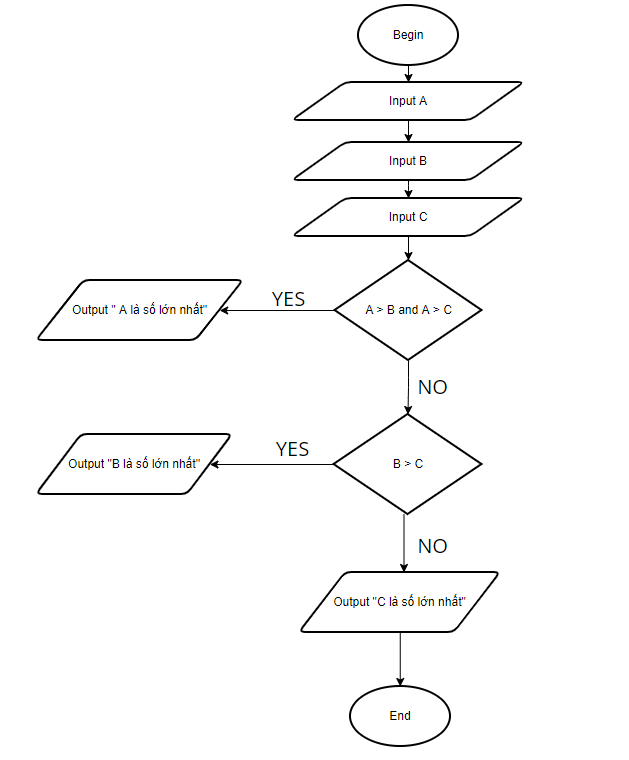 Begin
Input A
Input B
Input C
A > B and A > C
YES
Output " A là số lớn nhất"
NO
B > C
YES
Output "B là số lớn nhất"
NO
Output "C là số lớn nhất"
End